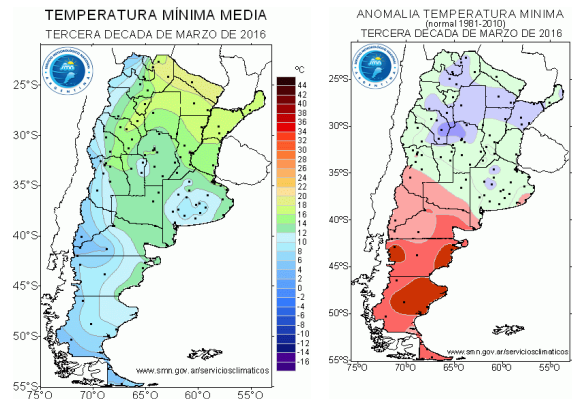 TEMPERATURA MÍNIMA MEDIA
TERCERA DECADA DE MARZO DE 2016
25°S
30°S
35°S
40°S
45°S
50°S
55°S
75°W
70°W
65°W
60°W
55°W
www.smn.gov.ar/serviciosclimaticos
ºC
44
42
40
38
36
34
32
30
28
26
24
22
20
18
16
14
12
10
8
6
4
2
0
-2
-4
-6
-8
-10
-12
-14
-16
ANOMALIA TEMPERATURA MINIMA
(normal 1981-2010)
TERCERA DECADA DE MARZO DE 2016
25°S
30°S
35°S
40°S
45°S
50°S
55°S
75°W
70°W
65°W
60°W
55°W
www.smn.gov.ar/serviciosclimaticos